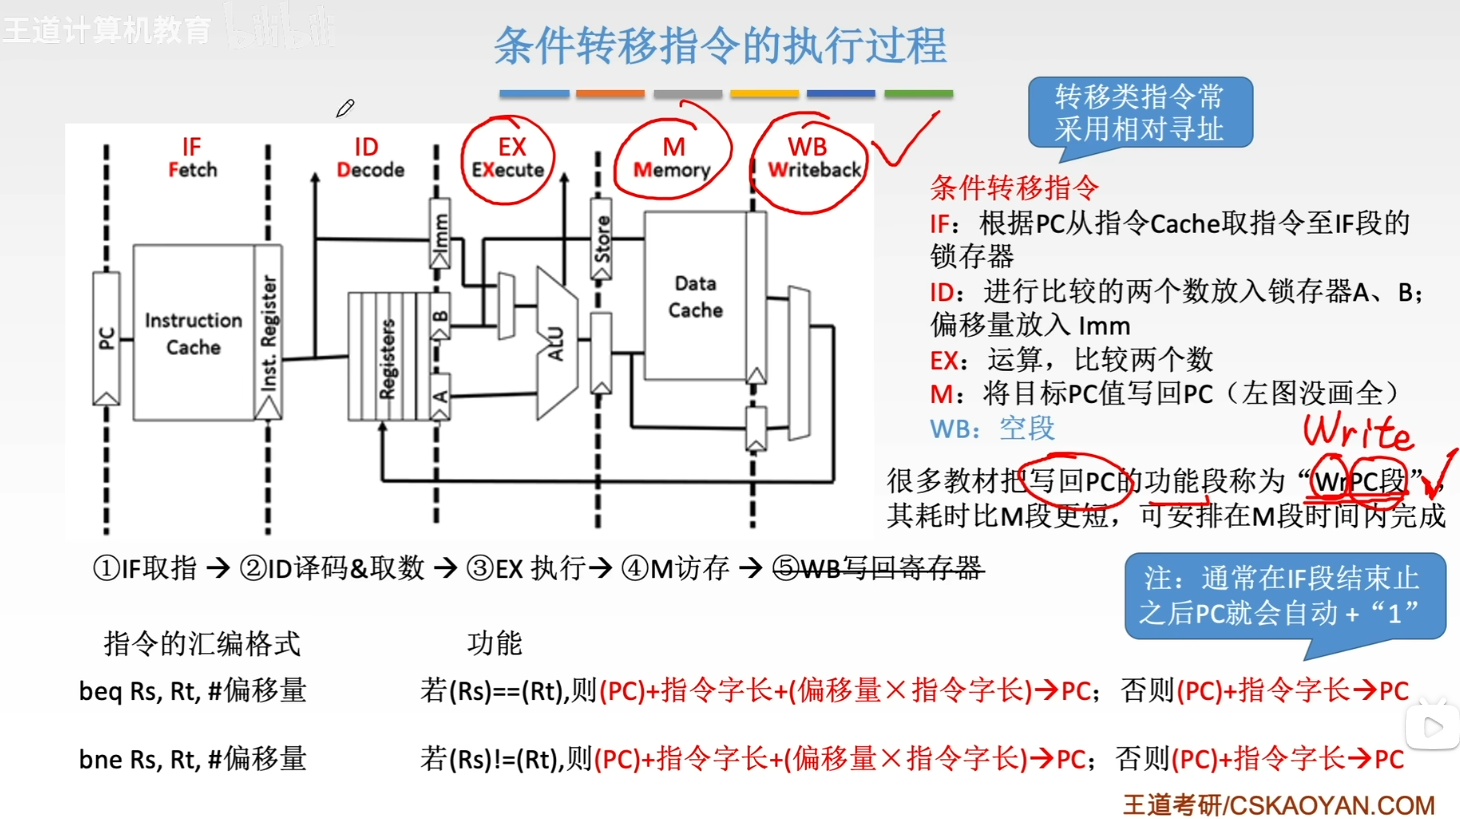 王道计算机教育 bilibili
条件转移指令的执行过程
转移类指令常
采用相对寻址
IF
Fetch
ID
Decode
EX
EXecute
M
Memory
WB
Writeback
PC
Instruction
Cache
Inst. Register
Registers
Imm
B
A
ALU
Store
Data
Cache
条件转移指令
IF：根据PC从指令Cache取指令至IF段的
锁存器
ID：进行比较的两个数放入锁存器A、B；
偏移量放入 Imm
EX：运算，比较两个数
M：将目标PC值写回PC（左图没画全）
WB：空段
Write
很多教材把写回PC的功能段称为“WrPC段”，
其耗时比M段更短，可安排在M段时间内完成
①IF取指 → ②ID译码&取数 → ③EX 执行→ ④M访存 → ⑤WB写回寄存器
注：通常在IF段结束止
之后PC就会自动 +“1”
指令的汇编格式 功能
beq Rs, Rt, #偏移量 若(Rs)==(Rt),则(PC)+指令字长+(偏移量×指令字长)→PC；否则(PC)+指令字长→PC
bne Rs, Rt, #偏移量 若(Rs)!=(Rt),则(PC)+指令字长+(偏移量×指令字长)→PC；否则(PC)+指令字长→PC
王道考研/CSKAOYAN.COM